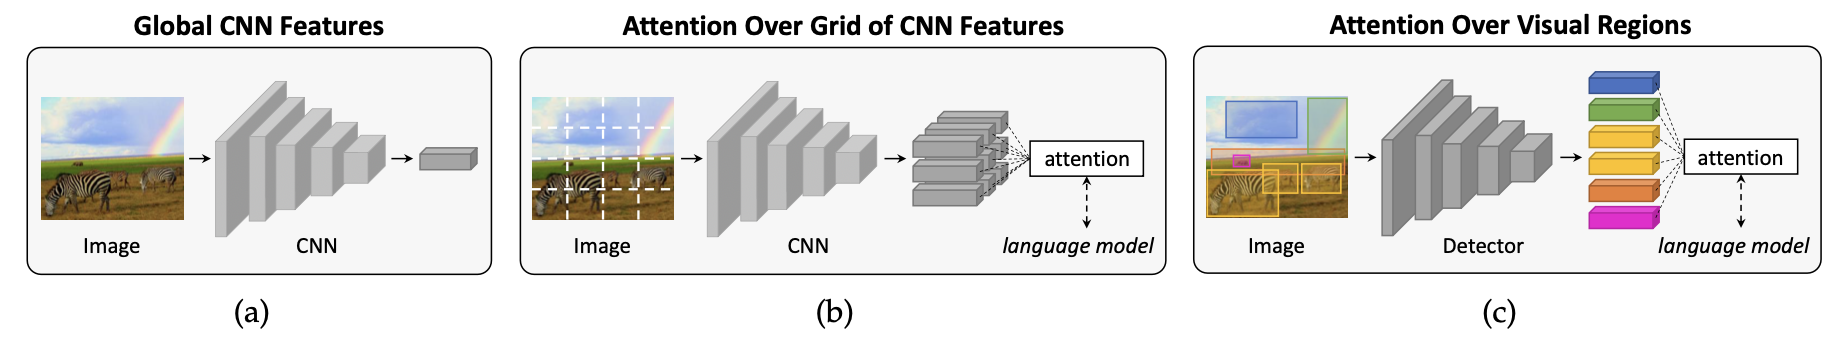 Global CNN Features
Image
CNN
(a)
Attention Over Grid of CNN Features
attention
Image
CNN
language model
(b)
Attention Over Visual Regions
attention
Image
Detector
language model
(c)